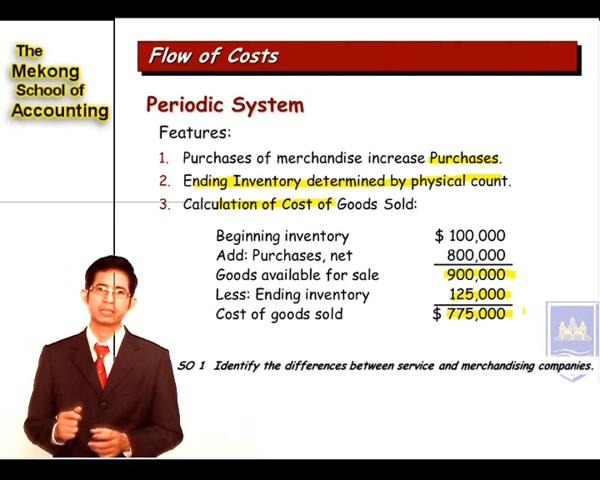 The
Mekong
School of
Accounting
Flow of Costs
Periodic System
Features:
1. Purchases of merchandise increase Purchases.
2. Ending Inventory determined by physical count.
3. Calculation of Cost of Goods Sold:
Beginning inventory $ 100,000
Add: Purchases, net 800,000
Goods available for sale 900,000
Less: Ending inventory 125,000
Cost of goods sold $ 775,000
SO 1 Identify the differences between service and merchandising companies.